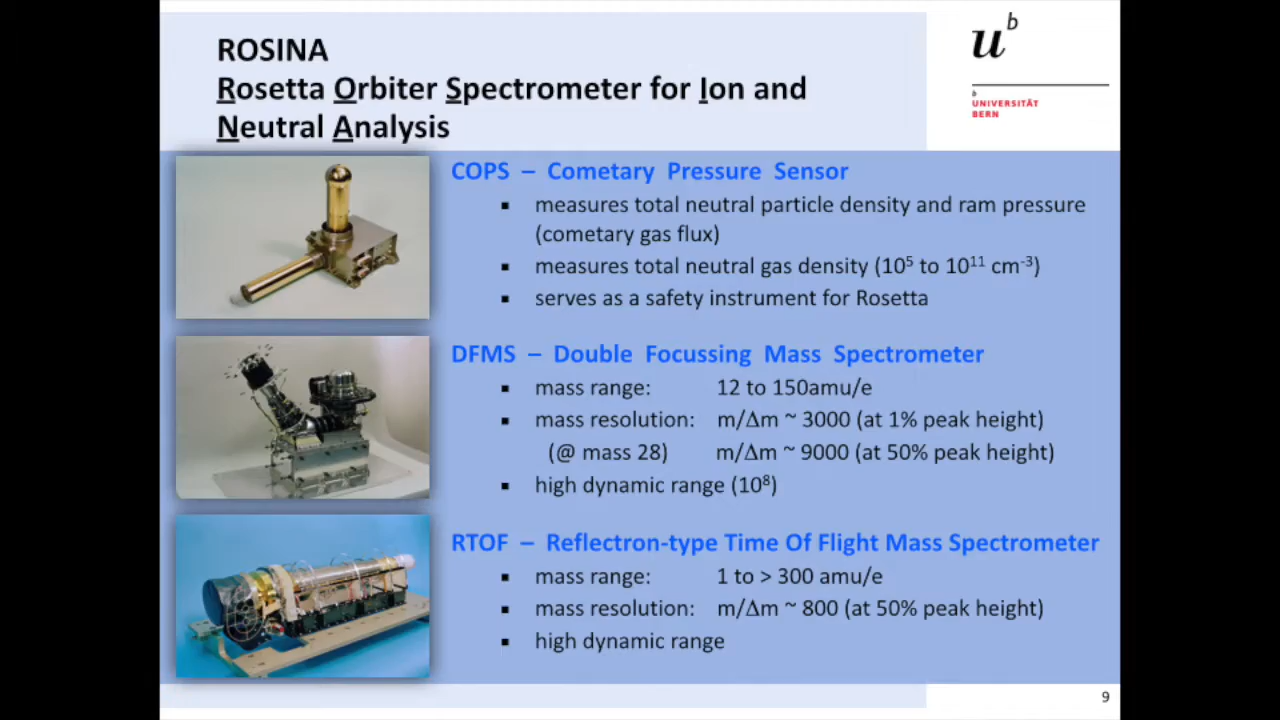 ROSINA
Rosetta Orbiter Spectrometer for Ion and
Neutral Analysis
u^b
b
UNIVERSITÄT
BERN
COPS – Cometary Pressure Sensor
▪ measures total neutral particle density and ram pressure
(cometary gas flux)
▪ measures total neutral gas density (10⁵ to 10¹¹ cm⁻³)
▪ serves as a safety instrument for Rosetta
DFMS – Double Focussing Mass Spectrometer
▪ mass range: 12 to 150amu/e
▪ mass resolution: m/Δm ~ 3000 (at 1% peak height)
(@ mass 28) m/Δm ~ 9000 (at 50% peak height)
▪ high dynamic range (10⁸)
RTOF – Reflectron-type Time Of Flight Mass Spectrometer
▪ mass range: 1 to > 300 amu/e
▪ mass resolution: m/Δm ~ 800 (at 50% peak height)
▪ high dynamic range
9